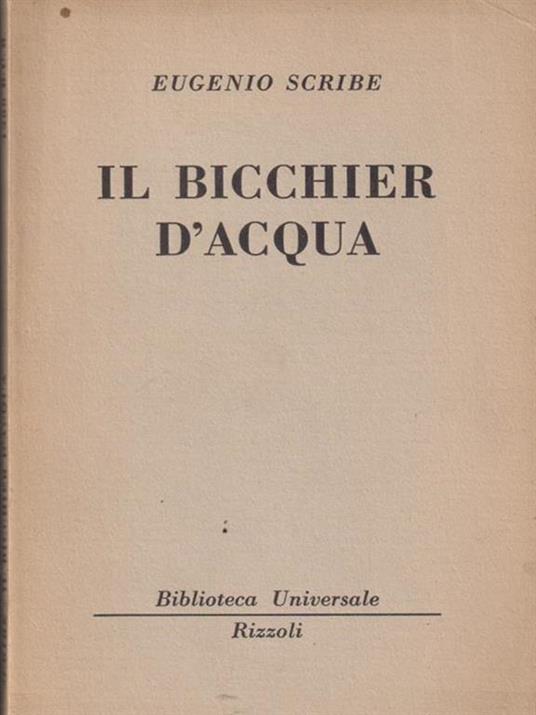 EUGENIO SCRIBE
IL BICCHIER
D'ACQUA
Biblioteca Universale
Rizzoli